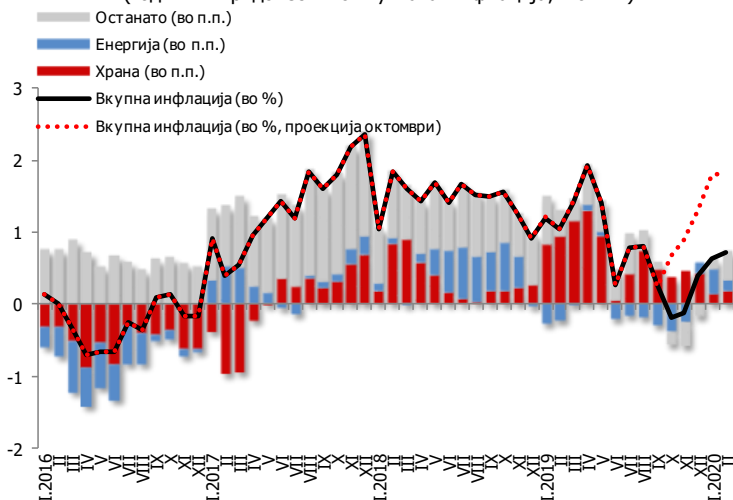 Останато (во п.п.)
Енергија (во п.п.)
Храна (во п.п.)
Вкупна инфлација (во %)
Вкупна инфлација (во %, проекција октомври)
3
2
1
0
-1
-2
I.2016 II III IV V VI VII VIII IX X XI XII I.2017 II III IV V VI VII VIII IX X XI XII I.2018 II III IV V VI VII VIII IX X XI XII I.2019 II III IV V VI VII VIII IX X XI XII I.2020 II